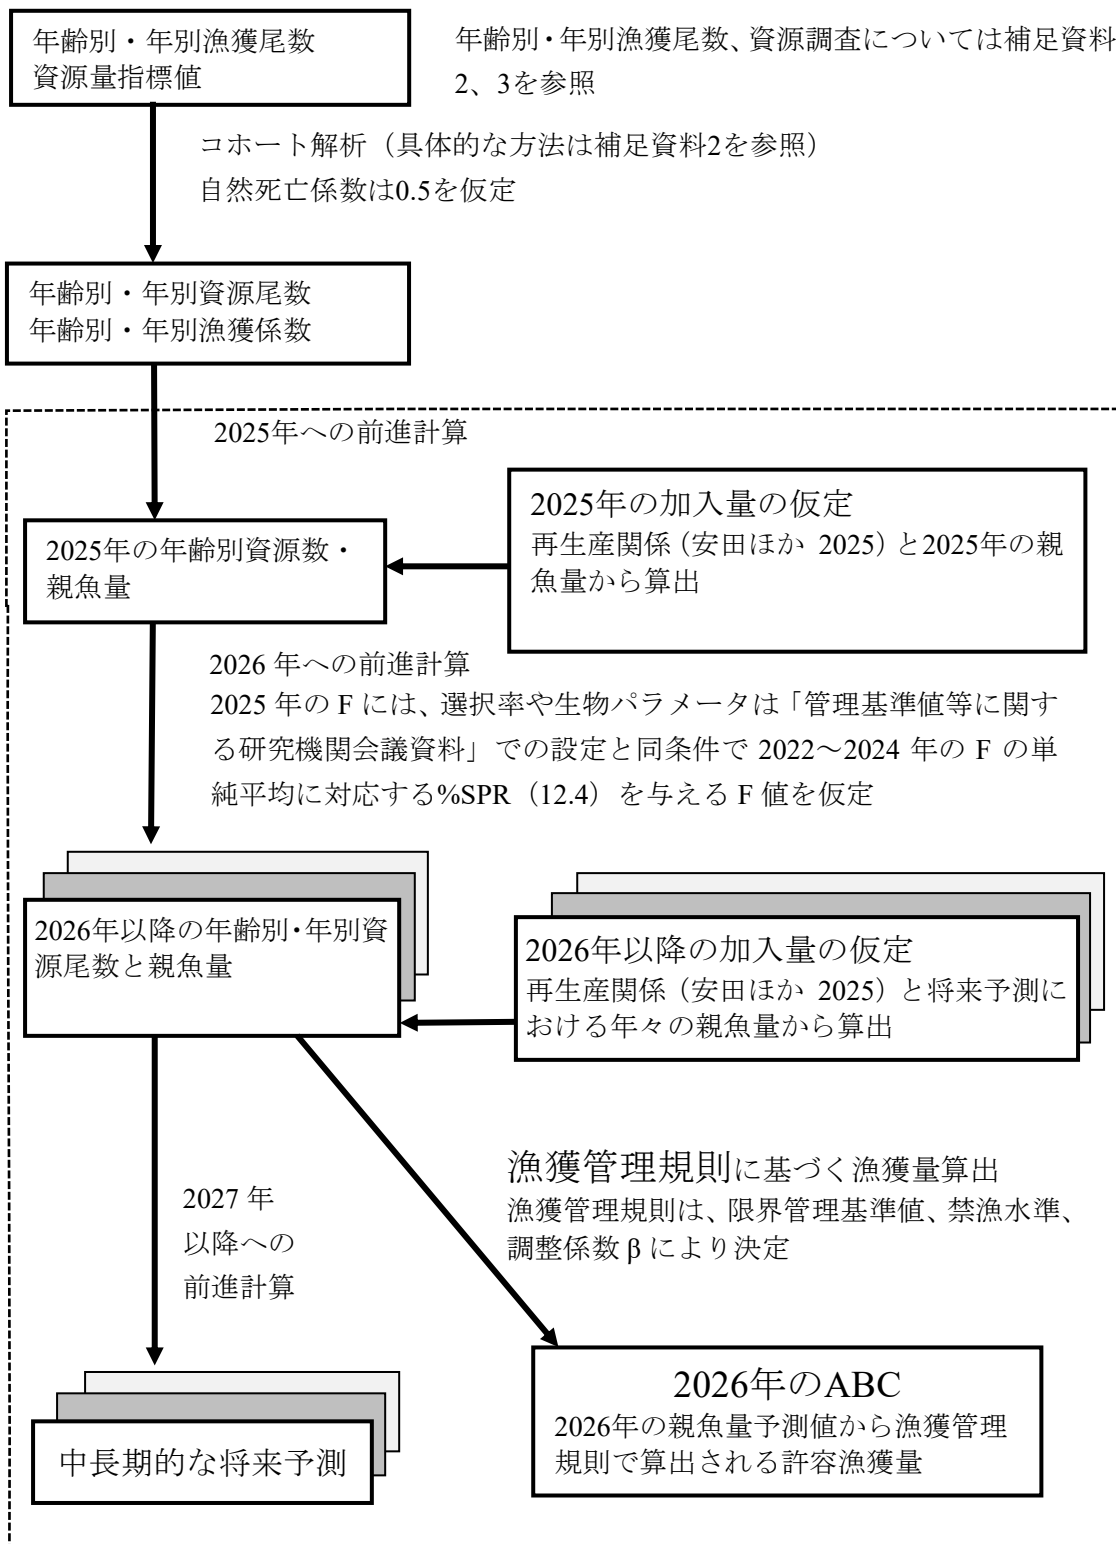 年齢別・年別漁獲尾数
資源量指標値
年齢別・年別漁獲尾数、資源調査については補足資料
2、3を参照
コホート解析（具体的な方法は補足資料2を参照）
自然死亡係数は0.5を仮定
年齢別・年別資源尾数
年齢別・年別漁獲係数
2025年への前進計算
2025年の加入量の仮定
再生産関係（安田ほか 2025）と2025年の親
魚量から算出
2025年の年齢別資源数・
親魚量
2026 年への前進計算
2025 年の F には、選択率や生物パラメータは「管理基準値等に関す
る研究機関会議資料」での設定と同条件で 2022～2024 年の F の単
純平均に対応する%SPR（12.4）を与える F 値を仮定
2026年以降の年齢別・年別資
源尾数と親魚量
2026年以降の加入量の仮定
再生産関係（安田ほか 2025）と将来予測に
おける年々の親魚量から算出
漁獲管理規則に基づく漁獲量算出
漁獲管理規則は、限界管理基準値、禁漁水準、
調整係数 β により決定
2027 年
以降への
前進計算
2026年のABC
2026年の親魚量予測値から漁獲管理
規則で算出される許容漁獲量
中長期的な将来予測